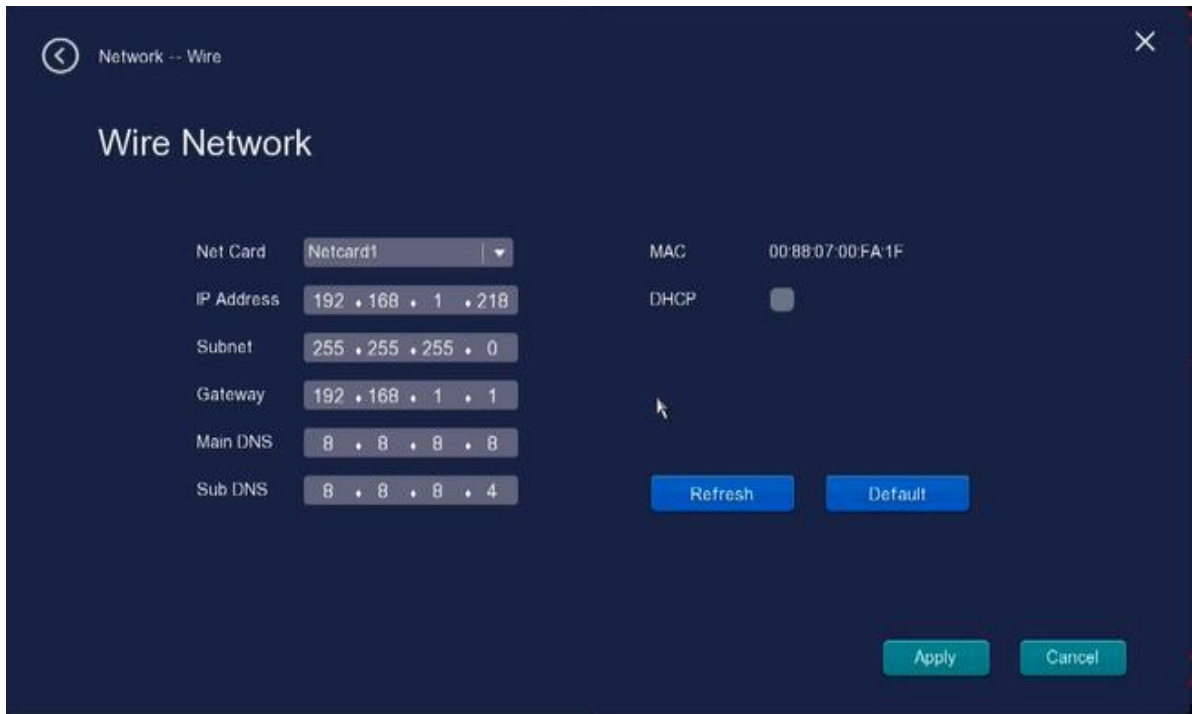 Network -- Wire
Wire Network
Net Card Netcard1 MAC 00:88:07:00:FA:1F
IP Address 192 . 168 . 1 . 218 DHCP
Subnet 255 . 255 . 255 . 0
Gateway 192 . 168 . 1 . 1
Main DNS 8 . 8 . 8 . 8
Sub DNS 8 . 8 . 8 . 4
Refresh Default
Apply Cancel